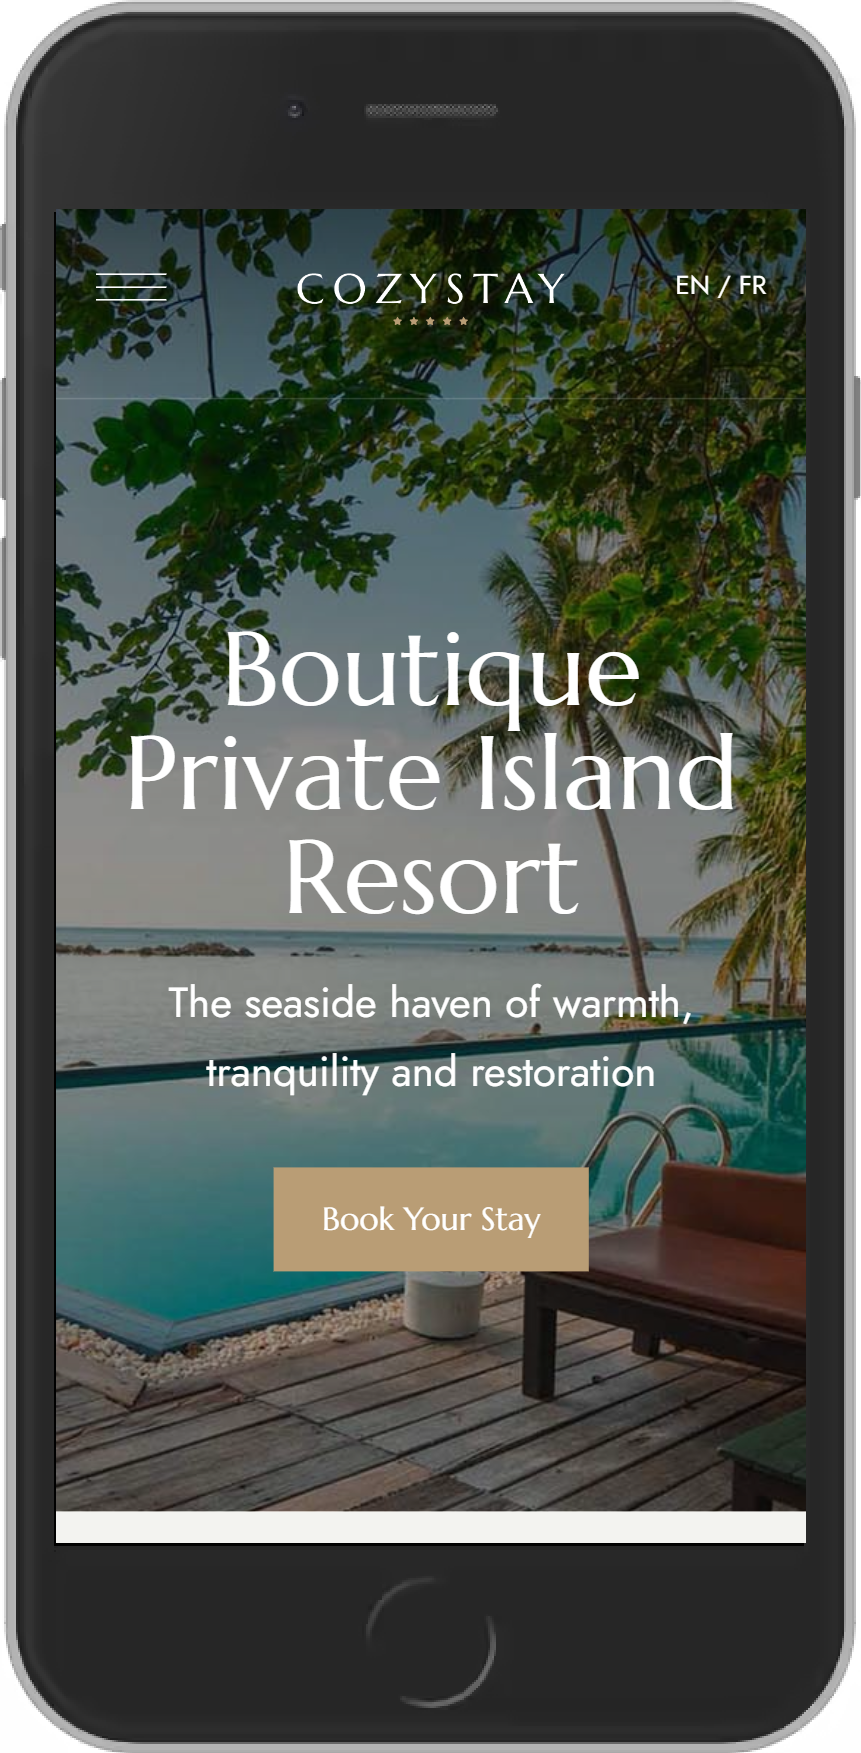 COZYSTAY
EN / FR
Boutique
Private Island
Resort
The seaside haven of warmth,
tranquility and restoration
Book Your Stay